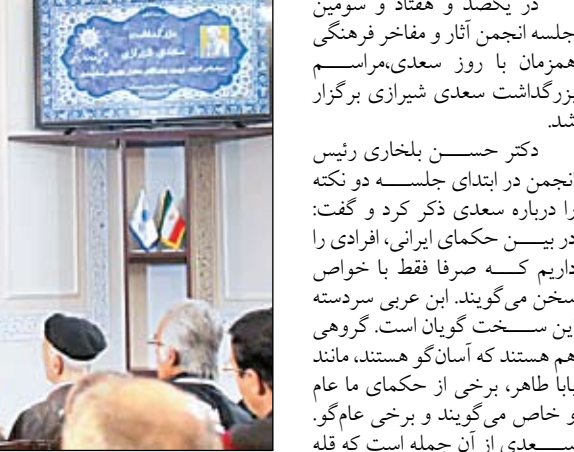 بزرگداشت
سعدی شیرازی
در یکصد و هفتاد و سومین
جلسه انجمن آثار و مفاخر فرهنگی
همزمان با روز سعدی،مراسم
بزرگداشت سعدی شیرازی برگزار
شد.
دکتر حسن بلخاری رئیس
انجمن در ابتدای جلسه دو نکته
را درباره سعدی ذکر کرد و گفت:
در بین حکمای ایرانی، افرادی را
داریم که صرفا فقط با خواص
سخن می‌گویند. ابن عربی سردسته
این سخت گویان است. گروهی
هم هستند که آسان‌گو هستند، مانند
بابا طاهر، برخی از حکمای ما عام
و خاص می‌گویند و برخی عام‌گو.
سعدی از آن جمله است که قله